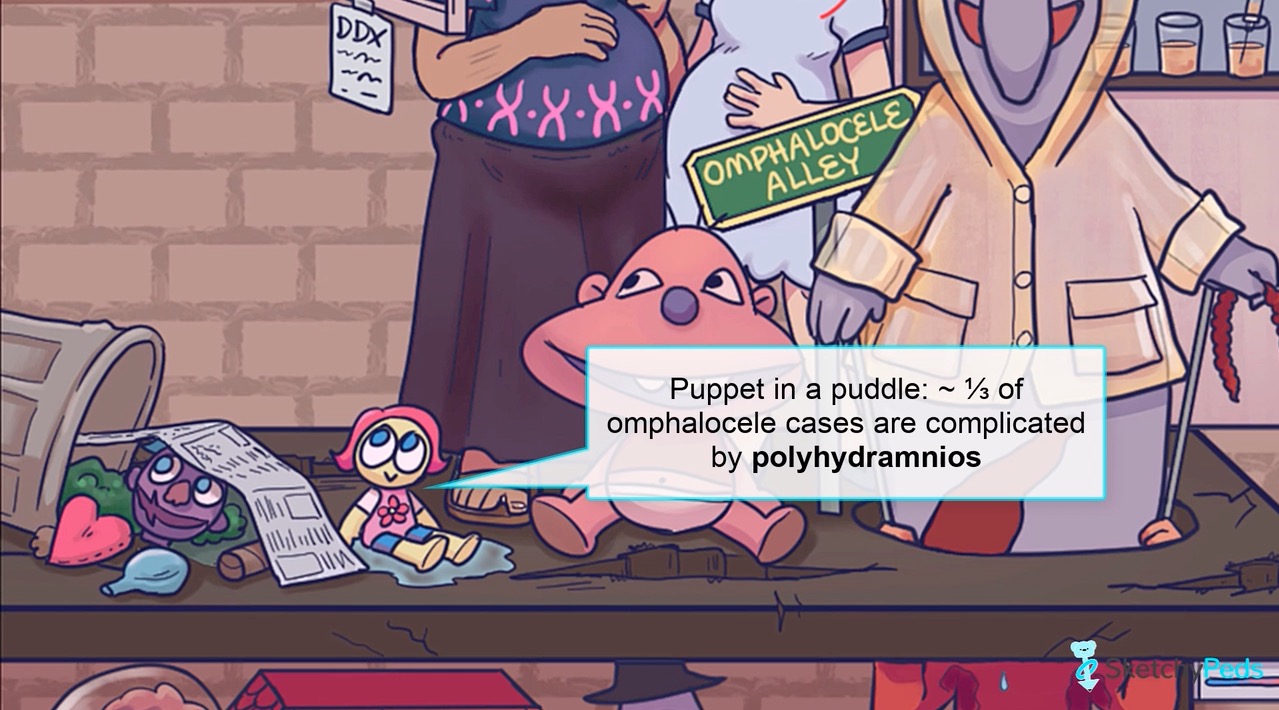 DDX
OMPHALOCELE
ALLEY
Puppet in a puddle: ~ ⅓ of
omphalocele cases are complicated
by polyhydramnios
SketchyPeds